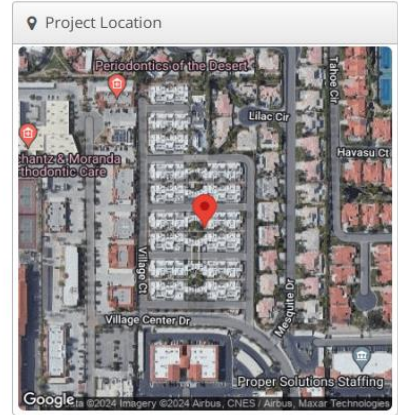 Project Location
Periodontics of the Desert
Lilac Cir
Tahoe Cir
Havasu Ct
chantz & Moranda
rthodontic Care
Village Ct
Mesquite Dr
Village Center Dr
Proper Solutions Staffing
Google
ta ©2024 Imagery ©2024 Airbus, CNES / Airbus, Maxar Technologies